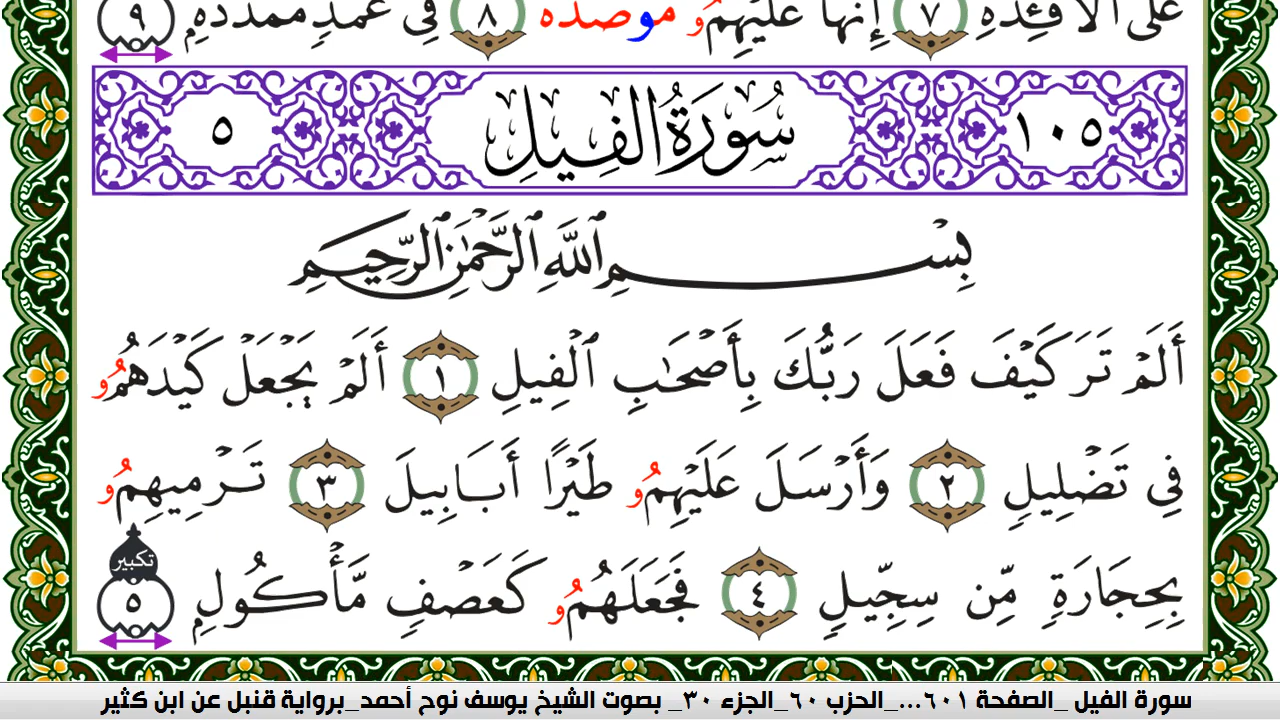 عَلَى ٱلْأَفْـِٔدَةِ ٧ إِنَّهَا عَلَيْهِمُو مُوصَدَةٌ ٨ فِى عَمَدٍ مُمَدَّدَةِۭ ٩
١٠٥ سُورَةُ الفِيلِ ٥
بِسْمِ ٱللَّهِ ٱلرَّحْمَٰنِ ٱلرَّحِيمِ
أَلَمْ تَرَ كَيْفَ فَعَلَ رَبُّكَ بِأَصْحَٰبِ ٱلْفِيلِ ١ أَلَمْ يَجْعَلْ كَيْدَهُمُو
فِى تَضْلِيلٍ ٢ وَأَرْسَلَ عَلَيْهِمُو طَيْرًا أَبَابِيلَ ٣ تَرْمِيهِمُو
بِحِجَارَةٍ مِّن سِجِّيلٍ ٤ فَجَعَلَهُمُو كَعَصْفٍ مَّأْكُولٍ تكبير ٥
سورة الفيل _الصفحة ٦٠١..._الحزب ٦٠_الجزء ٣٠_ بصوت الشيخ يوسف نوح أحمد_برواية قنبل عن ابن كثير